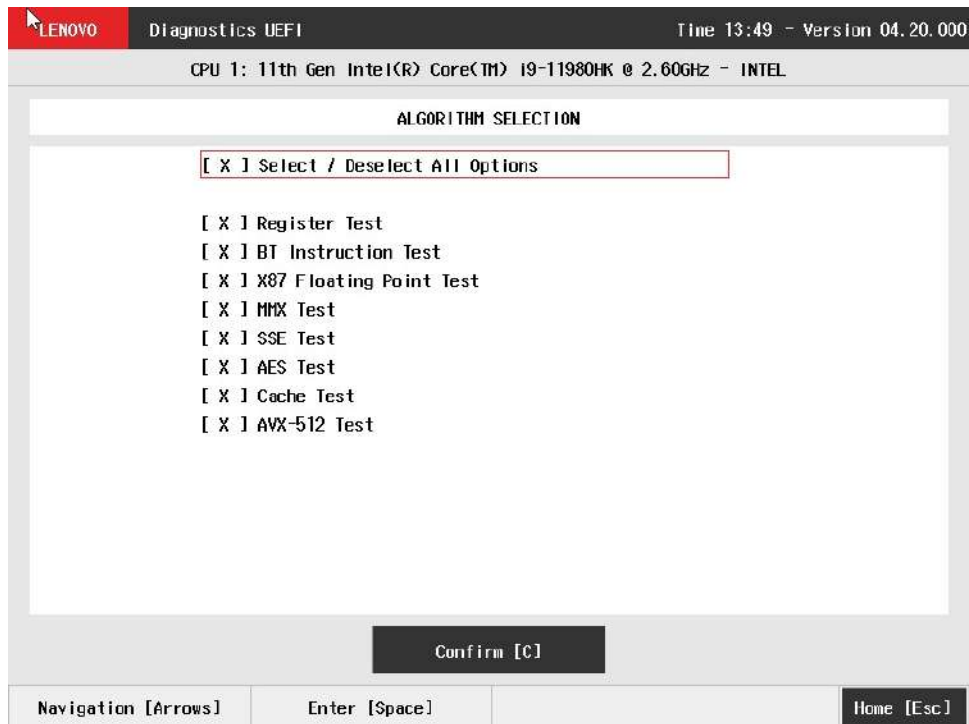 LENOVO Diagnostics UEFI Time 13:49 - Version 04.20.000
CPU 1: 11th Gen Intel(R) Core(TM) i9-11980HK @ 2.60GHz - INTEL
ALGORITHM SELECTION
[ X ] Select / Deselect All Options
[ X ] Register Test
[ X ] BT Instruction Test
[ X ] X87 Floating Point Test
[ X ] MMX Test
[ X ] SSE Test
[ X ] AES Test
[ X ] Cache Test
[ X ] AVX-512 Test
Confirm [C]
Navigation [Arrows] Enter [Space] Home [Esc]